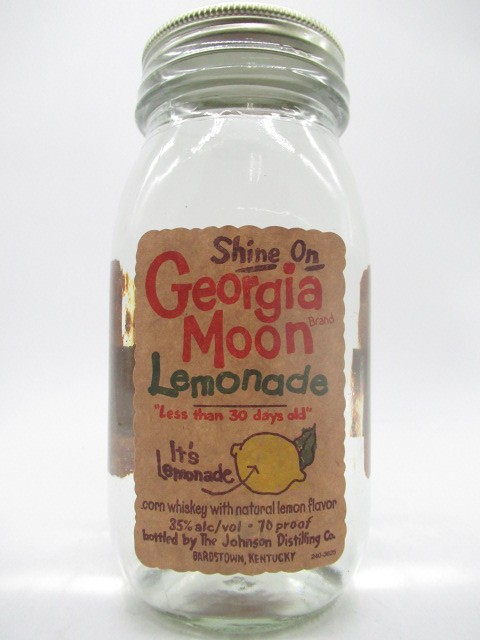 Shine On
Georgia
Moon Brand
Lemonade
"Less than 30 days old"
It's
Lemonade
corn whiskey with natural lemon flavor
35% alc/vol • 70 proof
bottled by The Johnson Distilling Co.
BARDSTOWN, KENTUCKY